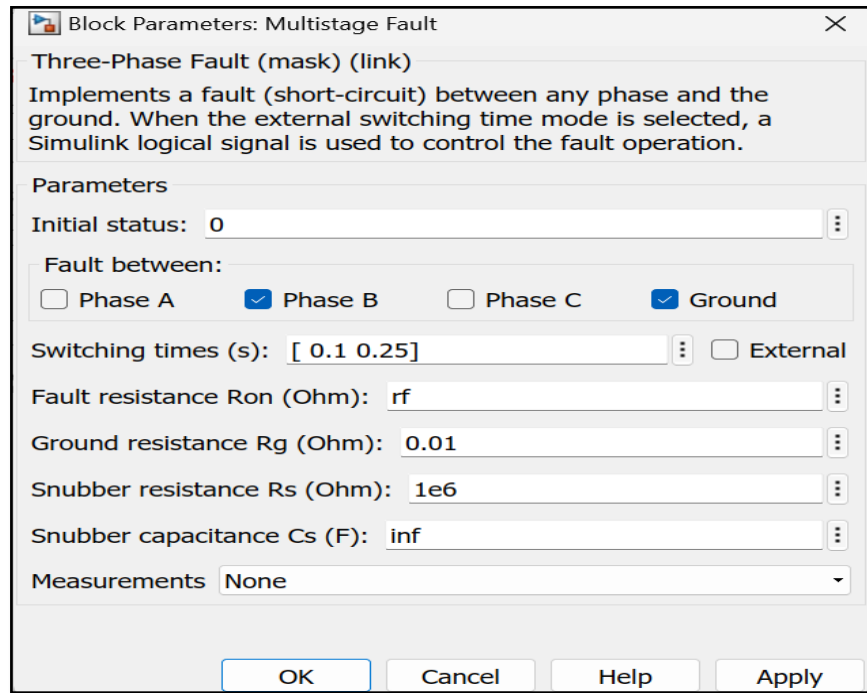 Block Parameters: Multistage Fault
Three-Phase Fault (mask) (link)
Implements a fault (short-circuit) between any phase and the
ground. When the external switching time mode is selected, a
Simulink logical signal is used to control the fault operation.
Parameters
Initial status: 0
Fault between:
Phase A Phase B Phase C Ground
Switching times (s): [ 0.1 0.25] External
Fault resistance Ron (Ohm): rf
Ground resistance Rg (Ohm): 0.01
Snubber resistance Rs (Ohm): 1e6
Snubber capacitance Cs (F): inf
Measurements None
OK Cancel Help Apply